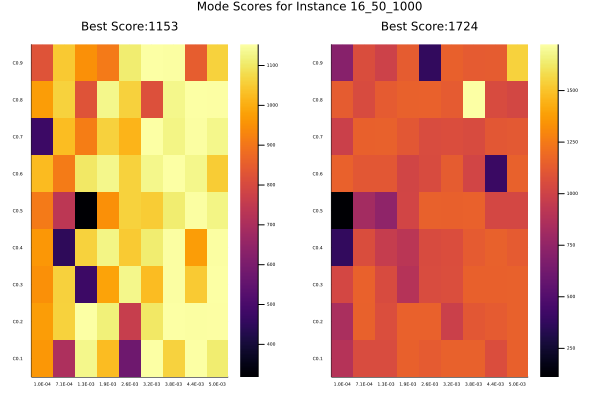 Mode Scores for Instance 16_50_1000
Best Score:1153
Best Score:1724
C0.9
C0.8
C0.7
C0.6
C0.5
C0.4
C0.3
C0.2
C0.1
1.0E-04 7.1E-04 1.3E-03 1.9E-03 2.6E-03 3.2E-03 3.8E-03 4.4E-03 5.0E-03
1100
1000
900
800
700
600
500
400
C0.9
C0.8
C0.7
C0.6
C0.5
C0.4
C0.3
C0.2
C0.1
1.0E-04 7.1E-04 1.3E-03 1.9E-03 2.6E-03 3.2E-03 3.8E-03 4.4E-03 5.0E-03
1500
1250
1000
750
500
250